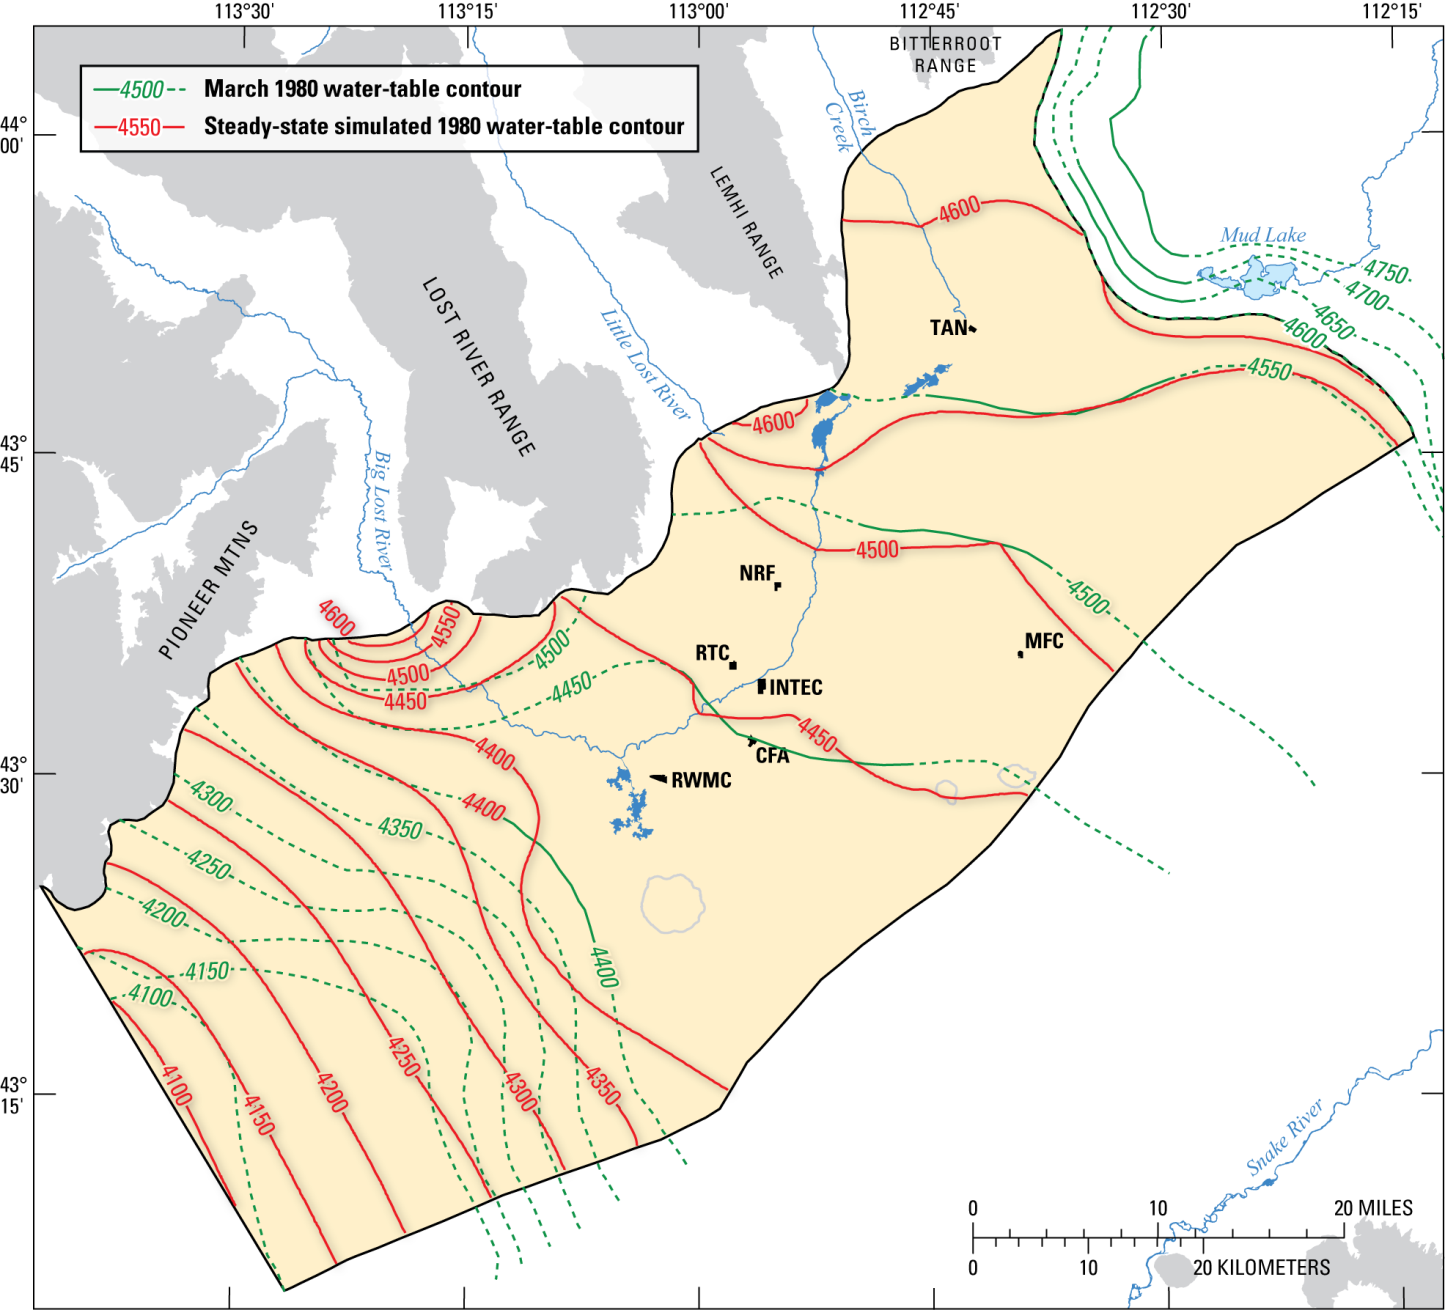 113°30'
113°15'
113°00'
112°45'
112°30'
112°15'
BITTERROOT
RANGE
4500
March 1980 water-table contour
4550
Steady-state simulated 1980 water-table contour
44°
00'
Birch
Creek
LEMHI RANGE
4600
Mud Lake
4750
4700
4650
4600
LOST RIVER RANGE
Little Lost River
TAN
4550
4600
43°
45'
Big Lost River
4500
PIONEER MTNS
NRF
4500
4600
4550
4500
MFC
RTC
4500
4450
INTEC
4450
4450
4400
CFA
43°
30'
RWMC
4300
4400
4350
4250
4200
4400
4150
4100
4250
4100
4150
4200
4300
4350
43°
15'
Snake River
0
10
20 MILES
0
10
20 KILOMETERS